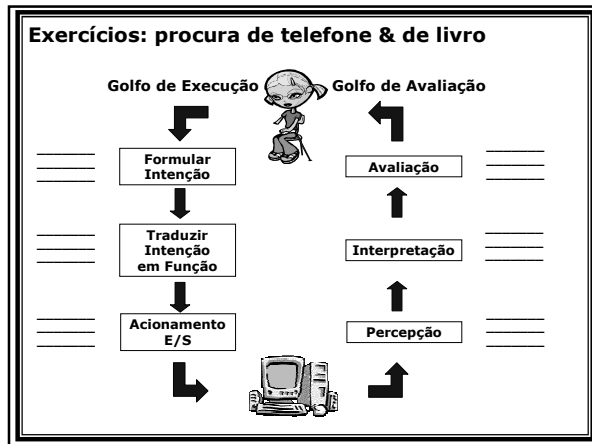 Exercícios: procura de telefone & de livro
Golfo de Execução
Golfo de Avaliação
Formular
Intenção
Traduzir
Intenção
em Função
Acionamento
E/S
Avaliação
Interpretação
Percepção